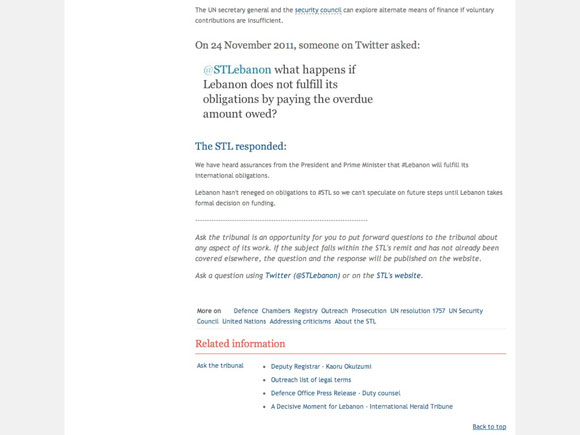 The UN secretary general and the security council can explore alternate means of finance if voluntary
contributions are insufficient.
On 24 November 2011, someone on Twitter asked:
@STLebanon what happens if
Lebanon does not fulfill its
obligations by paying the overdue
amount owed?
The STL responded:
We have heard assurances from the President and Prime Minister that #Lebanon will fulfill its
international obligations.
Lebanon hasn't reneged on obligations to #STL so we can't speculate on future steps until Lebanon takes
formal decision on funding.
--------------------------------------------------------------------------
Ask the tribunal is an opportunity for you to put forward questions to the tribunal about
any aspect of its work. If the subject falls within the STL's remit and has not already been
covered elsewhere, the question and the response will be published on the website.
Ask a question using Twitter (@STLebanon) or on the STL's website.
More on Defence Chambers Registry Outreach Prosecution UN resolution 1757 UN Security
Council United Nations Addressing criticisms About the STL
Related information
Ask the tribunal • Deputy Registrar - Kaoru Okuizumi
• Outreach list of legal terms
• Defence Office Press Release - Duty counsel
• A Decisive Moment for Lebanon - International Herald Tribune
Back to top